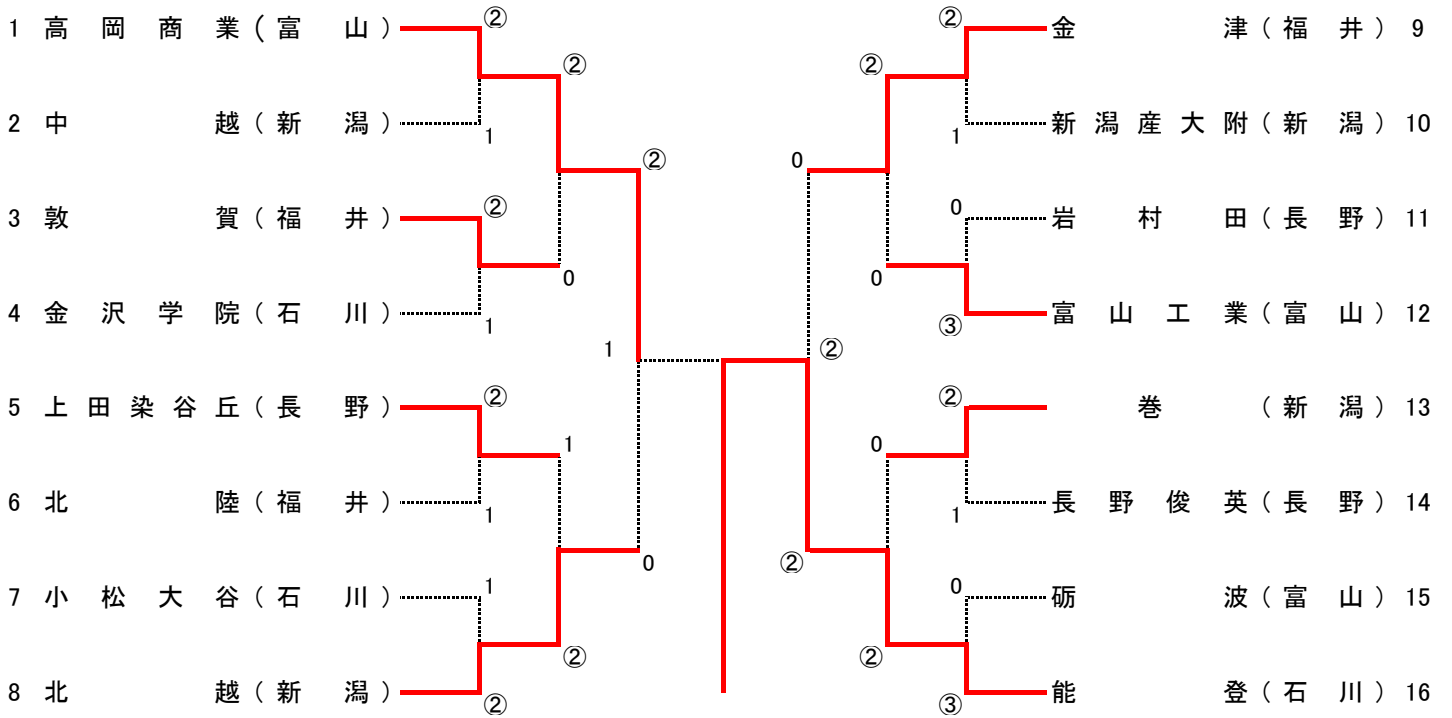 ② ②
1 高岡商業(富山) 金津(福井) 9
② ②
2 中越(新潟) 新潟産大附(新潟) 10
1 1
② 0
② 0
3 敦賀(福井) 岩村田(長野) 11
0 0
4 金沢学院(石川) 富山工業(富山) 12
1 ③
1 ②
② ②
5 上田染谷丘(長野) 巻(新潟) 13
1 0
6 北陸(福井) 長野俊英(長野) 14
1 1
0 ②
1 0
7 小松大谷(石川) 砺波(富山) 15
② ②
8 北越(新潟) 能登(石川) 16
② ③